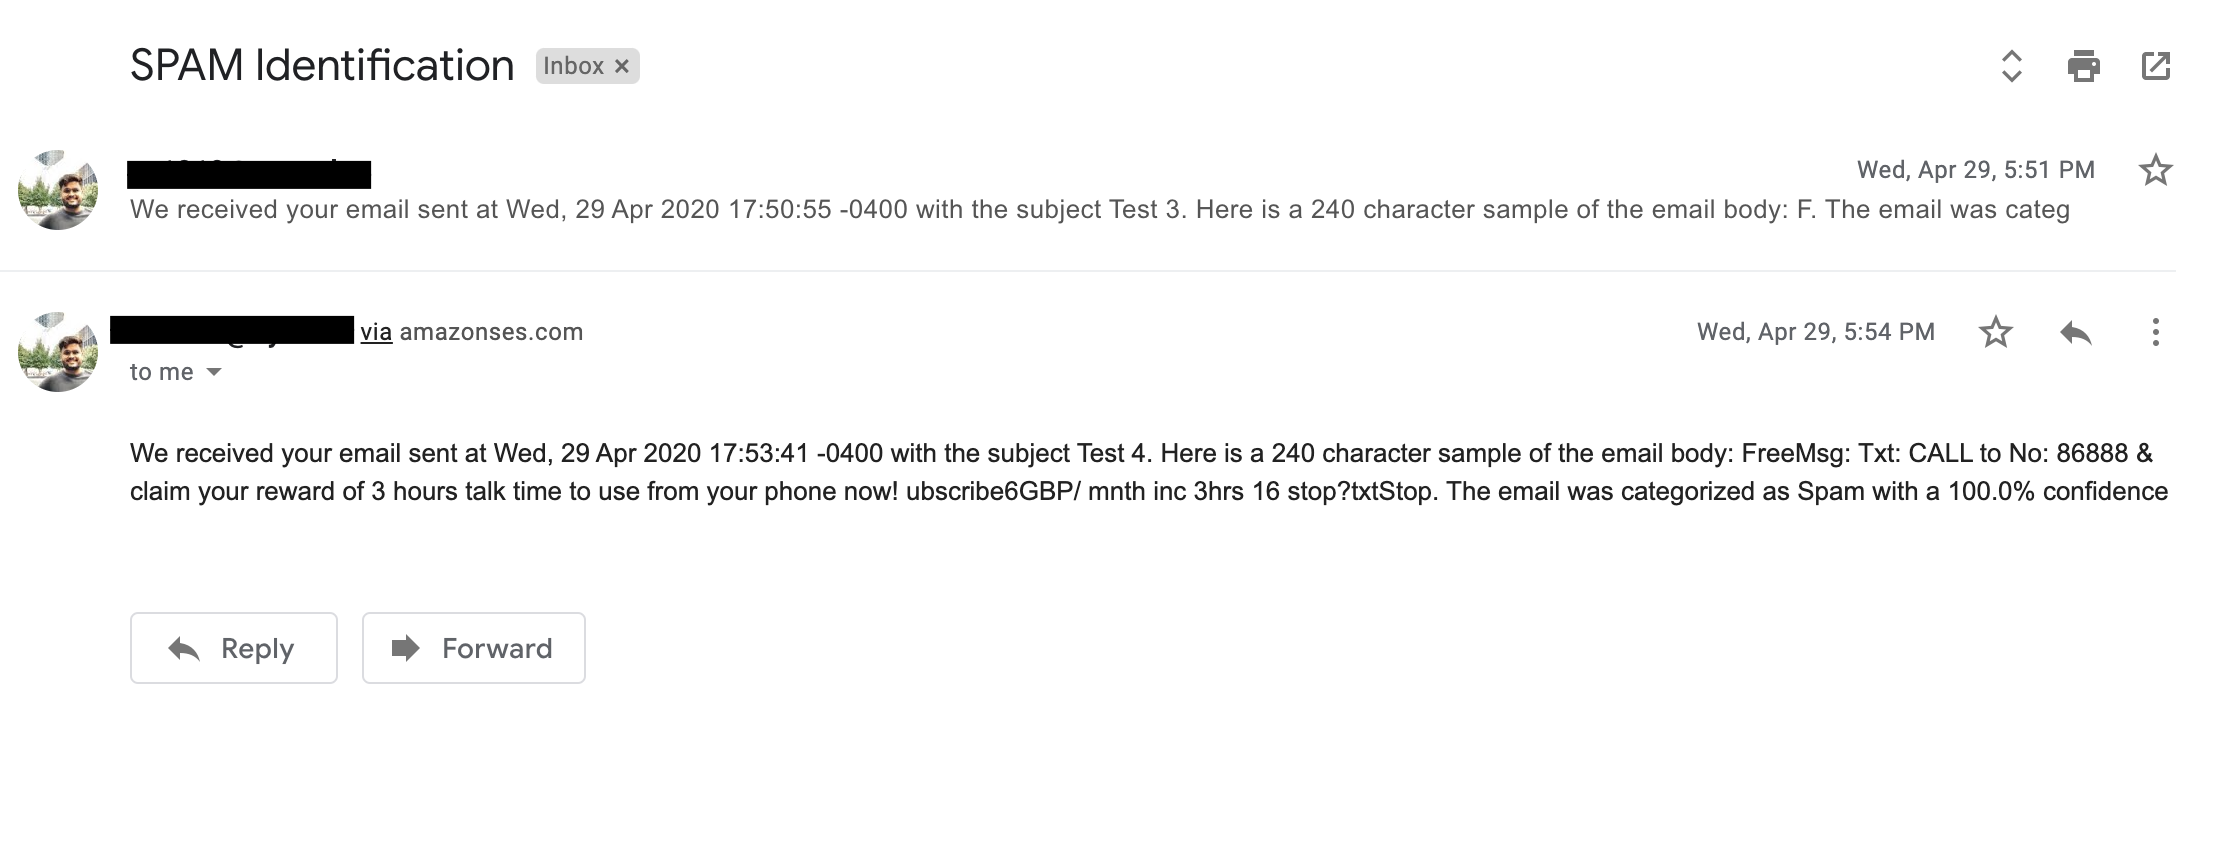 SPAM Identification Inbox ×
Wed, Apr 29, 5:51 PM
We received your email sent at Wed, 29 Apr 2020 17:50:55 -0400 with the subject Test 3. Here is a 240 character sample of the email body: F. The email was categ
via amazonses.com Wed, Apr 29, 5:54 PM
to me
We received your email sent at Wed, 29 Apr 2020 17:53:41 -0400 with the subject Test 4. Here is a 240 character sample of the email body: FreeMsg: Txt: CALL to No: 86888 &
claim your reward of 3 hours talk time to use from your phone now! ubscribe6GBP/ mnth inc 3hrs 16 stop?txtStop. The email was categorized as Spam with a 100.0% confidence
Reply Forward